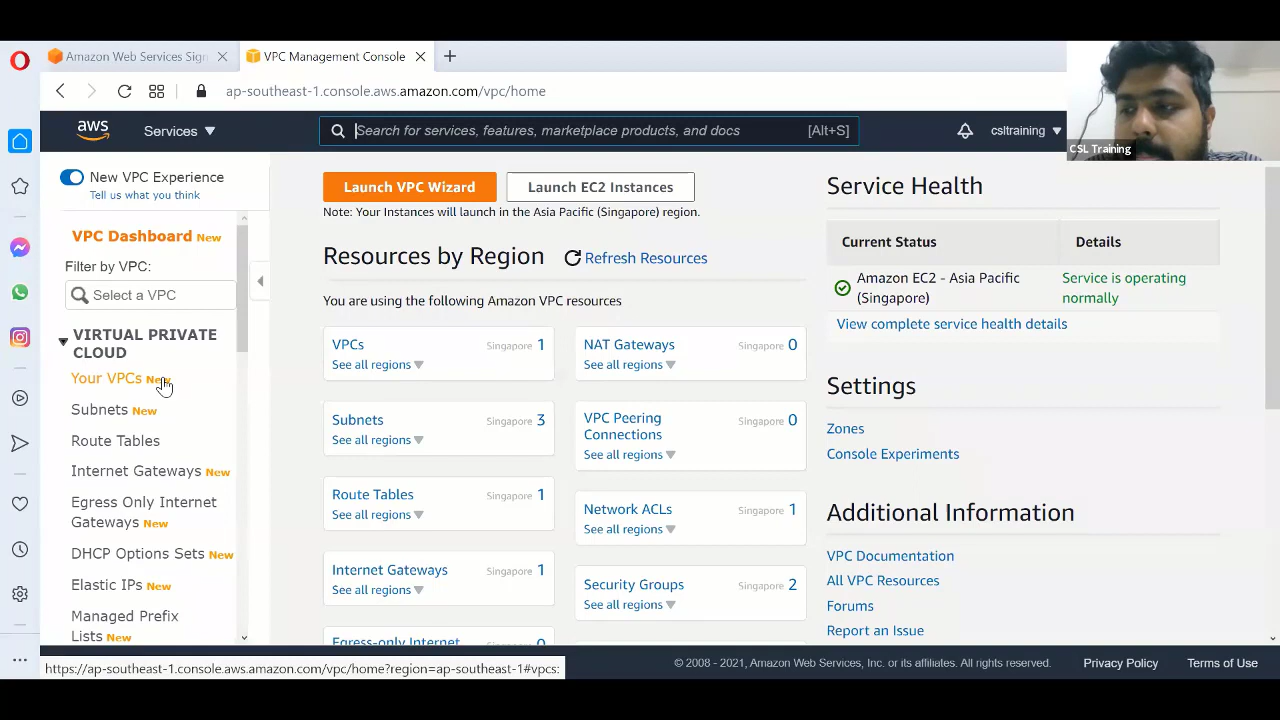 Amazon Web Services Sign
VPC Management Console
ap-southeast-1.console.aws.amazon.com/vpc/home
aws
Services
Search for services, features, marketplace products, and docs
[Alt+S]
csltraining
CSL Training
New VPC Experience
Tell us what you think
VPC Dashboard New
Filter by VPC:
Select a VPC
VIRTUAL PRIVATE
CLOUD
Your VPCs New
Subnets New
Route Tables
Internet Gateways New
Egress Only Internet
Gateways New
DHCP Options Sets New
Elastic IPs New
Managed Prefix
Lists New
Launch VPC Wizard
Launch EC2 Instances
Note: Your Instances will launch in the Asia Pacific (Singapore) region.
Resources by Region
Refresh Resources
You are using the following Amazon VPC resources
VPCs
Singapore 1
See all regions
NAT Gateways
Singapore 0
See all regions
Subnets
Singapore 3
See all regions
VPC Peering
Connections
Singapore 0
See all regions
Route Tables
Singapore 1
See all regions
Network ACLs
Singapore 1
See all regions
Internet Gateways
Singapore 1
See all regions
Security Groups
Singapore 2
See all regions
Egress-only Internet
Service Health
Current Status
Details
Amazon EC2 - Asia Pacific
(Singapore)
Service is operating
normally
View complete service health details
Settings
Zones
Console Experiments
Additional Information
VPC Documentation
All VPC Resources
Forums
Report an Issue
https://ap-southeast-1.console.aws.amazon.com/vpc/home?region=ap-southeast-1#vpcs:
© 2008 - 2021, Amazon Web Services, Inc. or its affiliates. All rights reserved.
Privacy Policy
Terms of Use